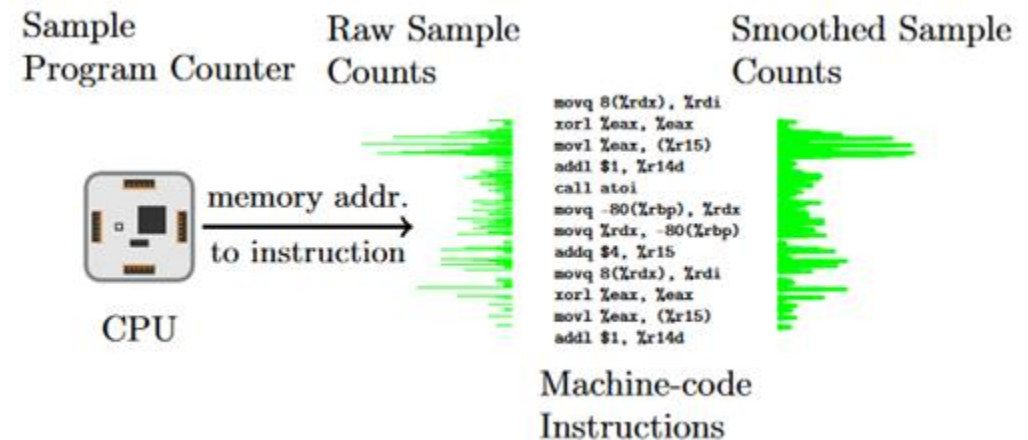 Sample
Program Counter
Raw Sample
Counts
Smoothed Sample
Counts
memory addr.
to instruction
CPU
movq 8(%rdx), %rdi
xorl %eax, %eax
movl %eax, (%r15)
addl $1, %r14d
call atoi
movq -80(%rbp), %rdx
movq %rdx, -80(%rbp)
addq $4, %r15
movq 8(%rdx), %rdi
xorl %eax, %eax
movl %eax, (%r15)
addl $1, %r14d
Machine-code
Instructions